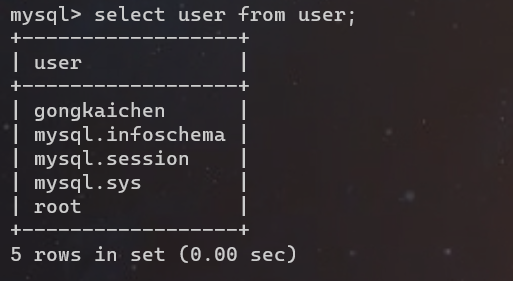 mysql> select user from user;
+------------------+
| user             |
+------------------+
| gongkaichen      |
| mysql.infoschema |
| mysql.session    |
| mysql.sys        |
| root             |
+------------------+
5 rows in set (0.00 sec)